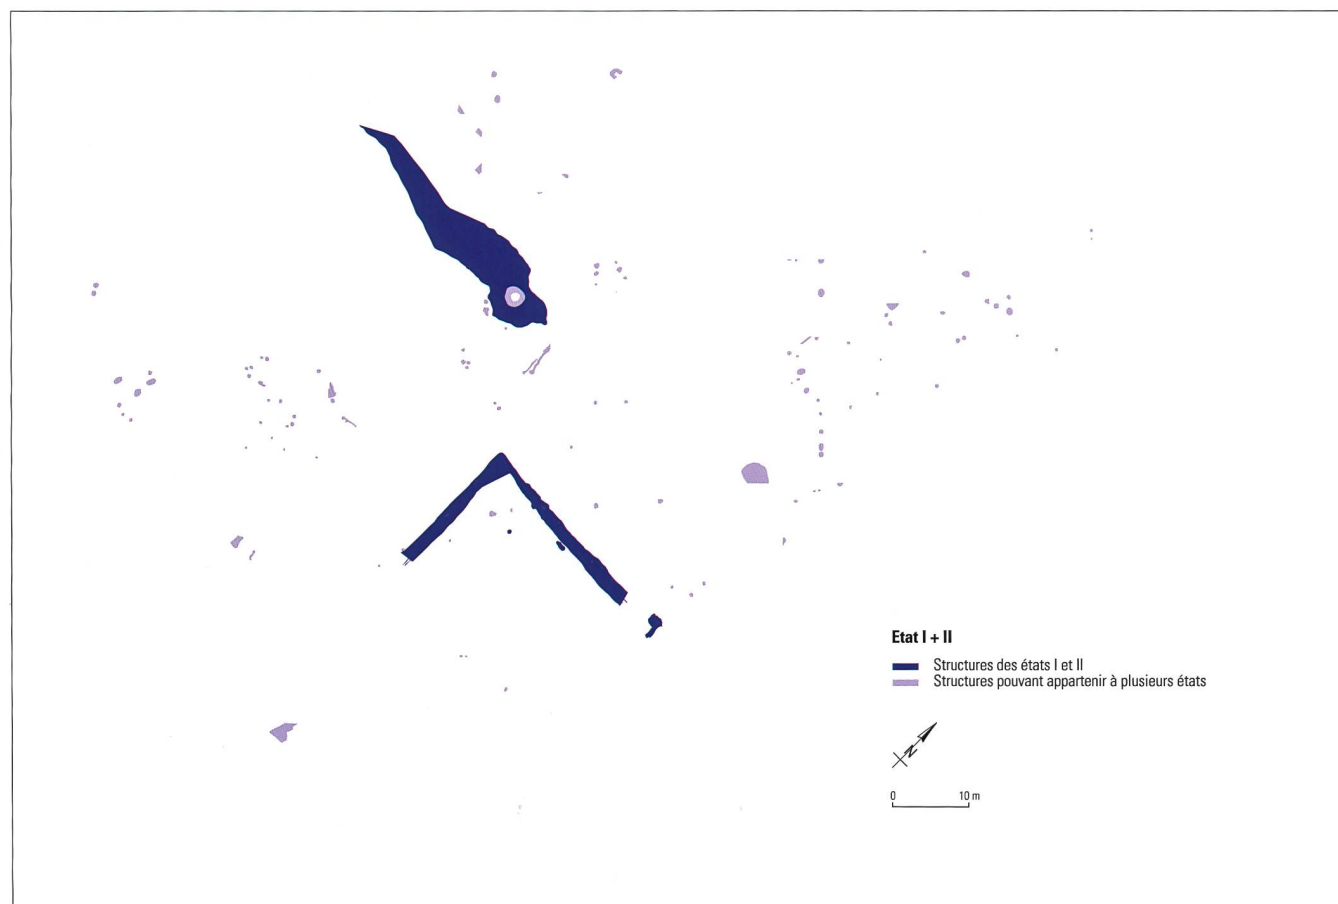 Etat I + II
Structures des états I et II
Structures pouvant appartenir à plusieurs états
N
0 10 m